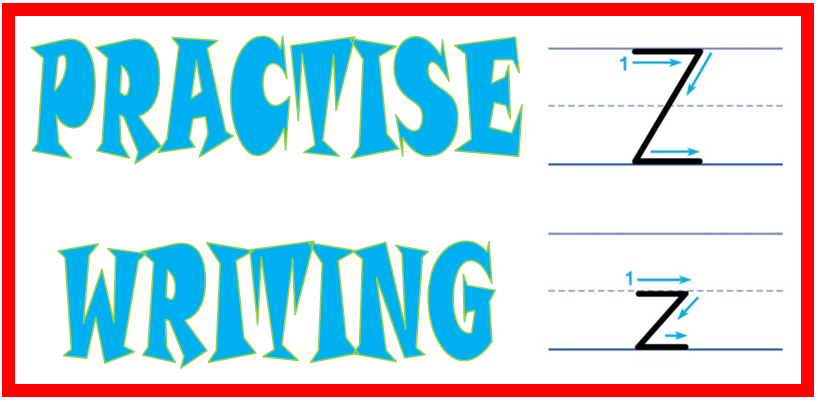 PRACTISE
1 Z
WRITING
1 z